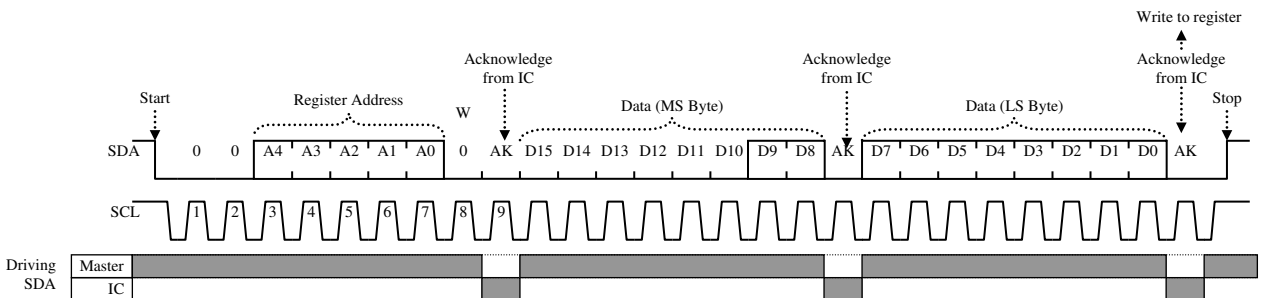 Write to register
Acknowledge
from IC
Acknowledge
from IC
Acknowledge
from IC
Start
Register Address
W
Data (MS Byte)
Data (LS Byte)
Stop
SDA 0 0 A4 A3 A2 A1 A0 0 AK D15 D14 D13 D12 D11 D10 D9 D8 AK D7 D6 D5 D4 D3 D2 D1 D0 AK
SCL 1 2 3 4 5 6 7 8 9
Driving
SDA
Master
IC